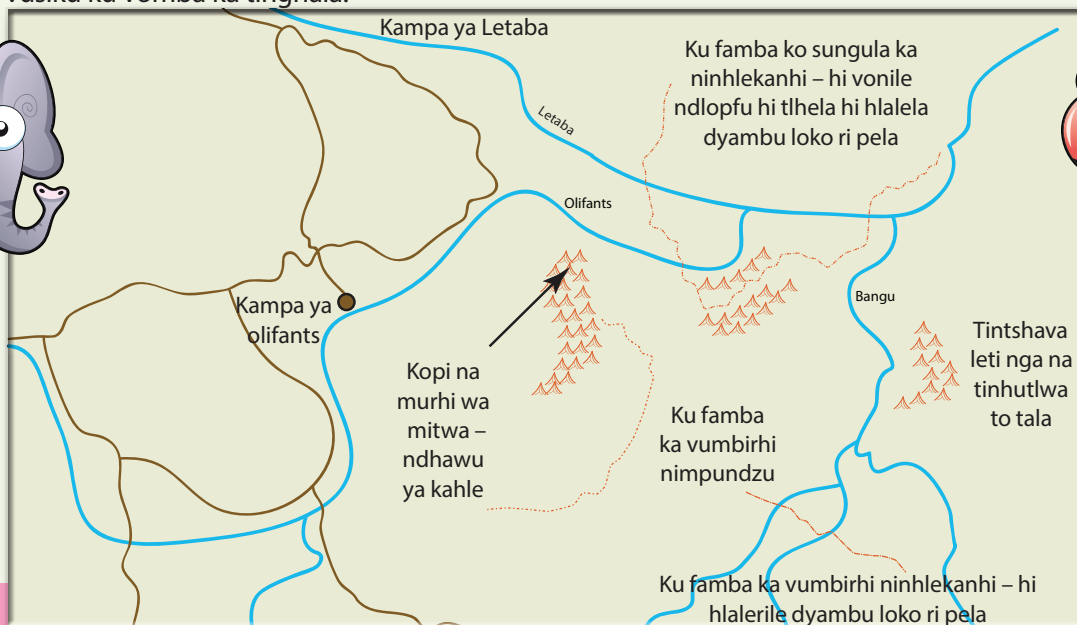 Kampa ya Letaba
Ku famba ko sungula ka
ninhlekanhi – hi vonile
ndlopfu hi tlhela hi hlalela
dyambu loko ri pela
Letaba
Olifants
Kampa ya
olifants
Bangu
Kopi na
murhi wa
mitwa –
ndhawu
ya kahle
Tintshava
leti nga na
tinhutlwa
to tala
Ku famba
ka vumbirhi
nimpundzu
Ku famba ka vumbirhi ninhlekanhi – hi
hlalerile dyambu loko ri pela